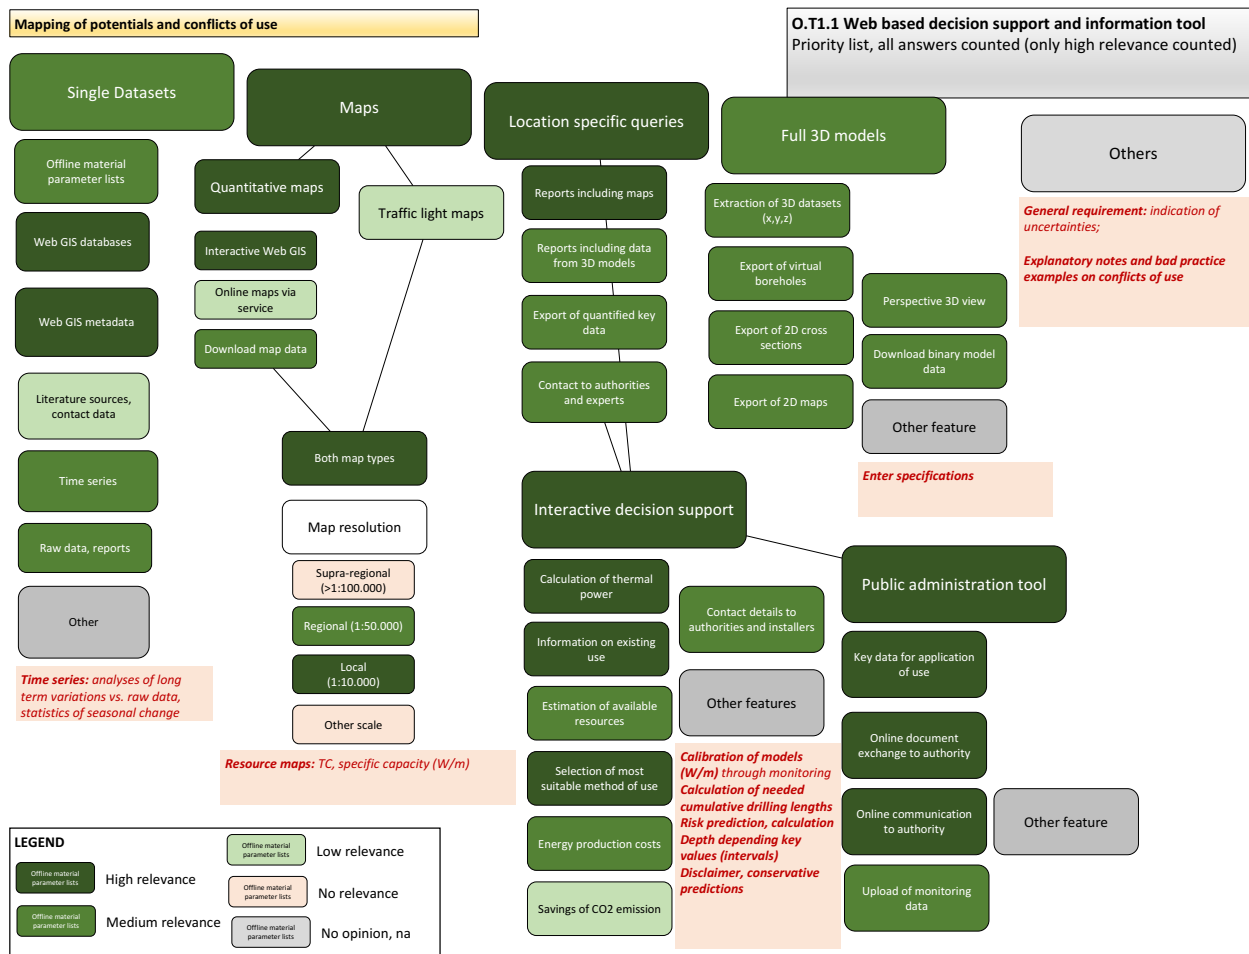 Mapping of potentials and conflicts of use
O.T1.1 Web based decision support and information tool
Priority list, all answers counted (only high relevance counted)
Single Datasets
Offline material
parameter lists
Web GIS databases
Web GIS metadata
Literature sources,
contact data
Time series
Raw data, reports
Other
Time series: analyses of long
term variations vs. raw data,
statistics of seasonal change
Maps
Quantitative maps
Traffic light maps
Interactive Web GIS
Online maps via
service
Download map data
Both map types
Map resolution
Supra-regional
(>1:100.000)
Regional (1:50.000)
Local
(1:10.000)
Other scale
Resource maps: TC, specific capacity (W/m)
Location specific queries
Reports including maps
Reports including data
from 3D models
Export of quantified key
data
Contact to authorities
and experts
Full 3D models
Extraction of 3D datasets
(x,y,z)
Export of virtual
boreholes
Export of 2D cross
sections
Export of 2D maps
Perspective 3D view
Download binary model
data
Other feature
Enter specifications
Others
General requirement: indication of
uncertainties;
Explanatory notes and bad practice
examples on conflicts of use
Interactive decision support
Calculation of thermal
power
Information on existing
use
Estimation of available
resources
Selection of most
suitable method of use
Energy production costs
Savings of CO2 emission
Contact details to
authorities and installers
Other features
Calibration of models
(W/m) through monitoring
Calculation of needed
cumulative drilling lengths
Risk prediction, calculation
Depth depending key
values (intervals)
Disclaimer, conservative
predictions
Public administration tool
Key data for application
of use
Online document
exchange to authority
Online communication
to authority
Other feature
Upload of monitoring
data
LEGEND
Offline material
parameter lists
High relevance
Offline material
parameter lists
Medium relevance
Offline material
parameter lists
Low relevance
Offline material
parameter lists
No relevance
Offline material
parameter lists
No opinion, na